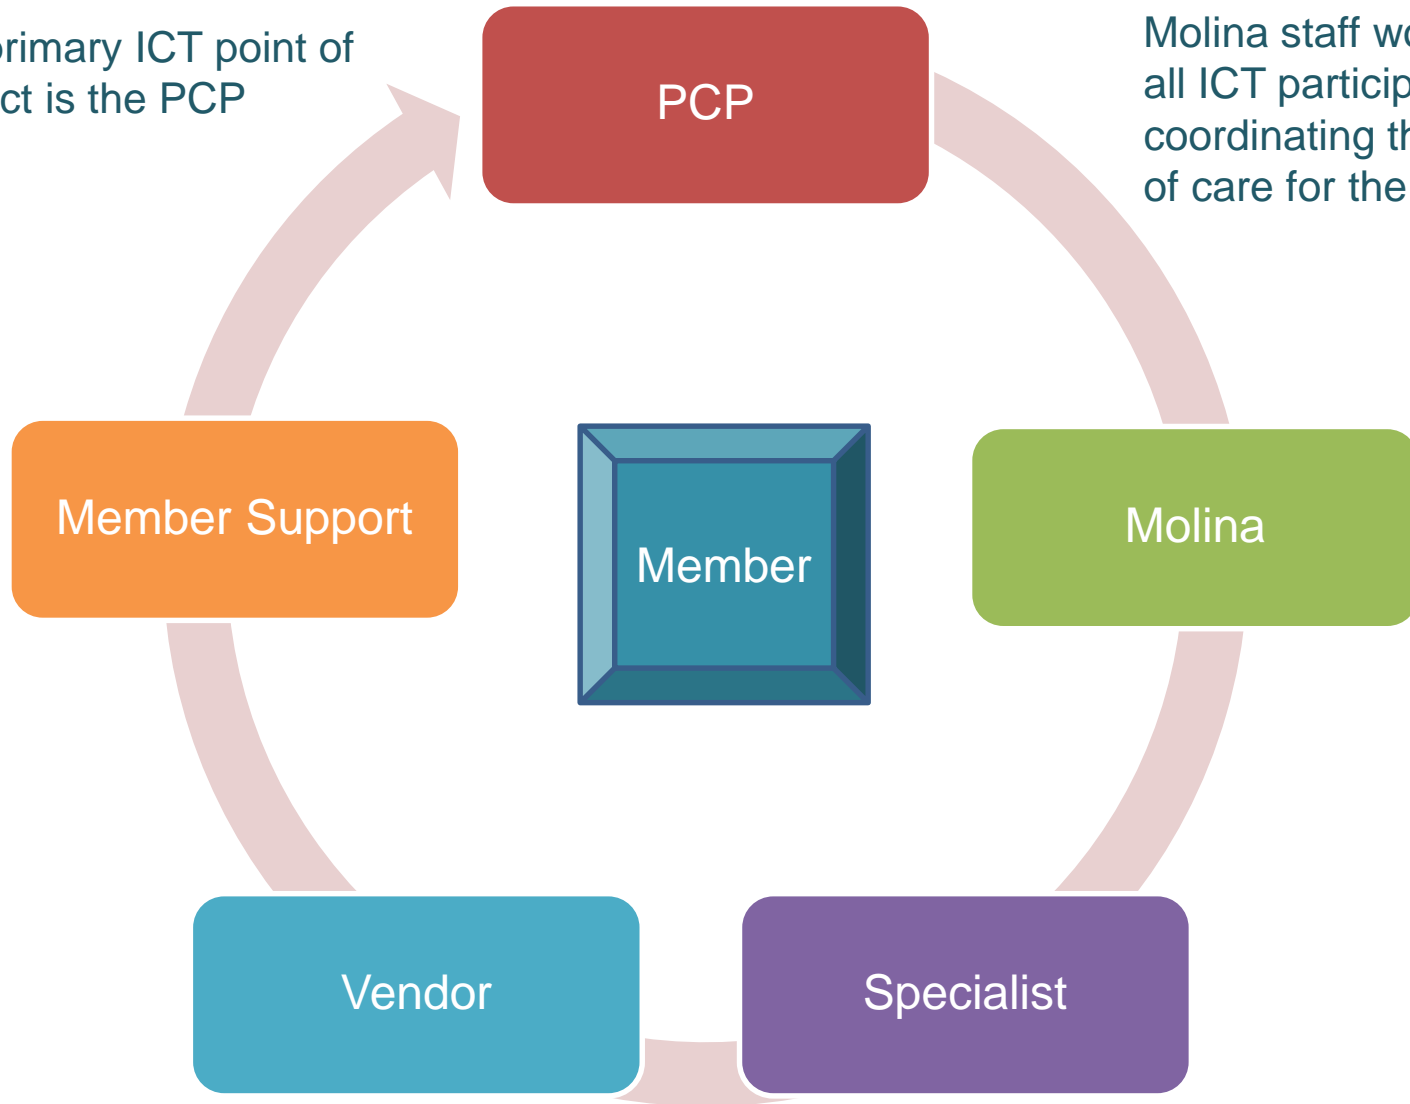 primary ICT point of
ct is the PCP
Molina staff wo
all ICT particip
coordinating th
of care for the
PCP
Member Support
Member
Molina
Vendor
Specialist